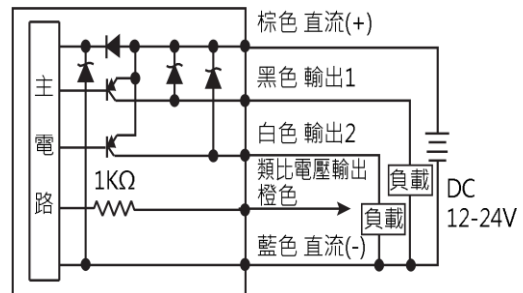 棕色 直流(+)
主
電
路
黑色 輸出1
白色 輸出2
1KΩ
類比電壓輸出
橙色
負載
負載
DC
12-24V
藍色 直流(-)